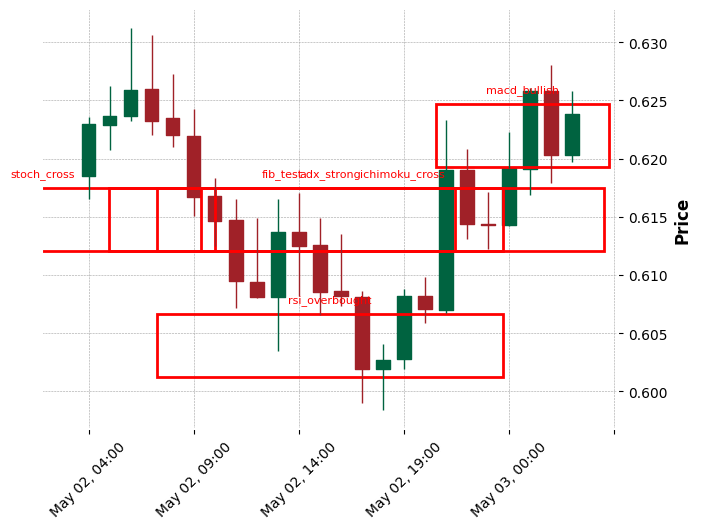 0.630
macd_bullish
0.625
0.620
stoch_cross
fib_test
adx_strong
ichimoku_cross
0.615
Price
0.610
rsi_overbought
0.605
0.600
May 02, 04:00
May 02, 09:00
May 02, 14:00
May 02, 19:00
May 03, 00:00